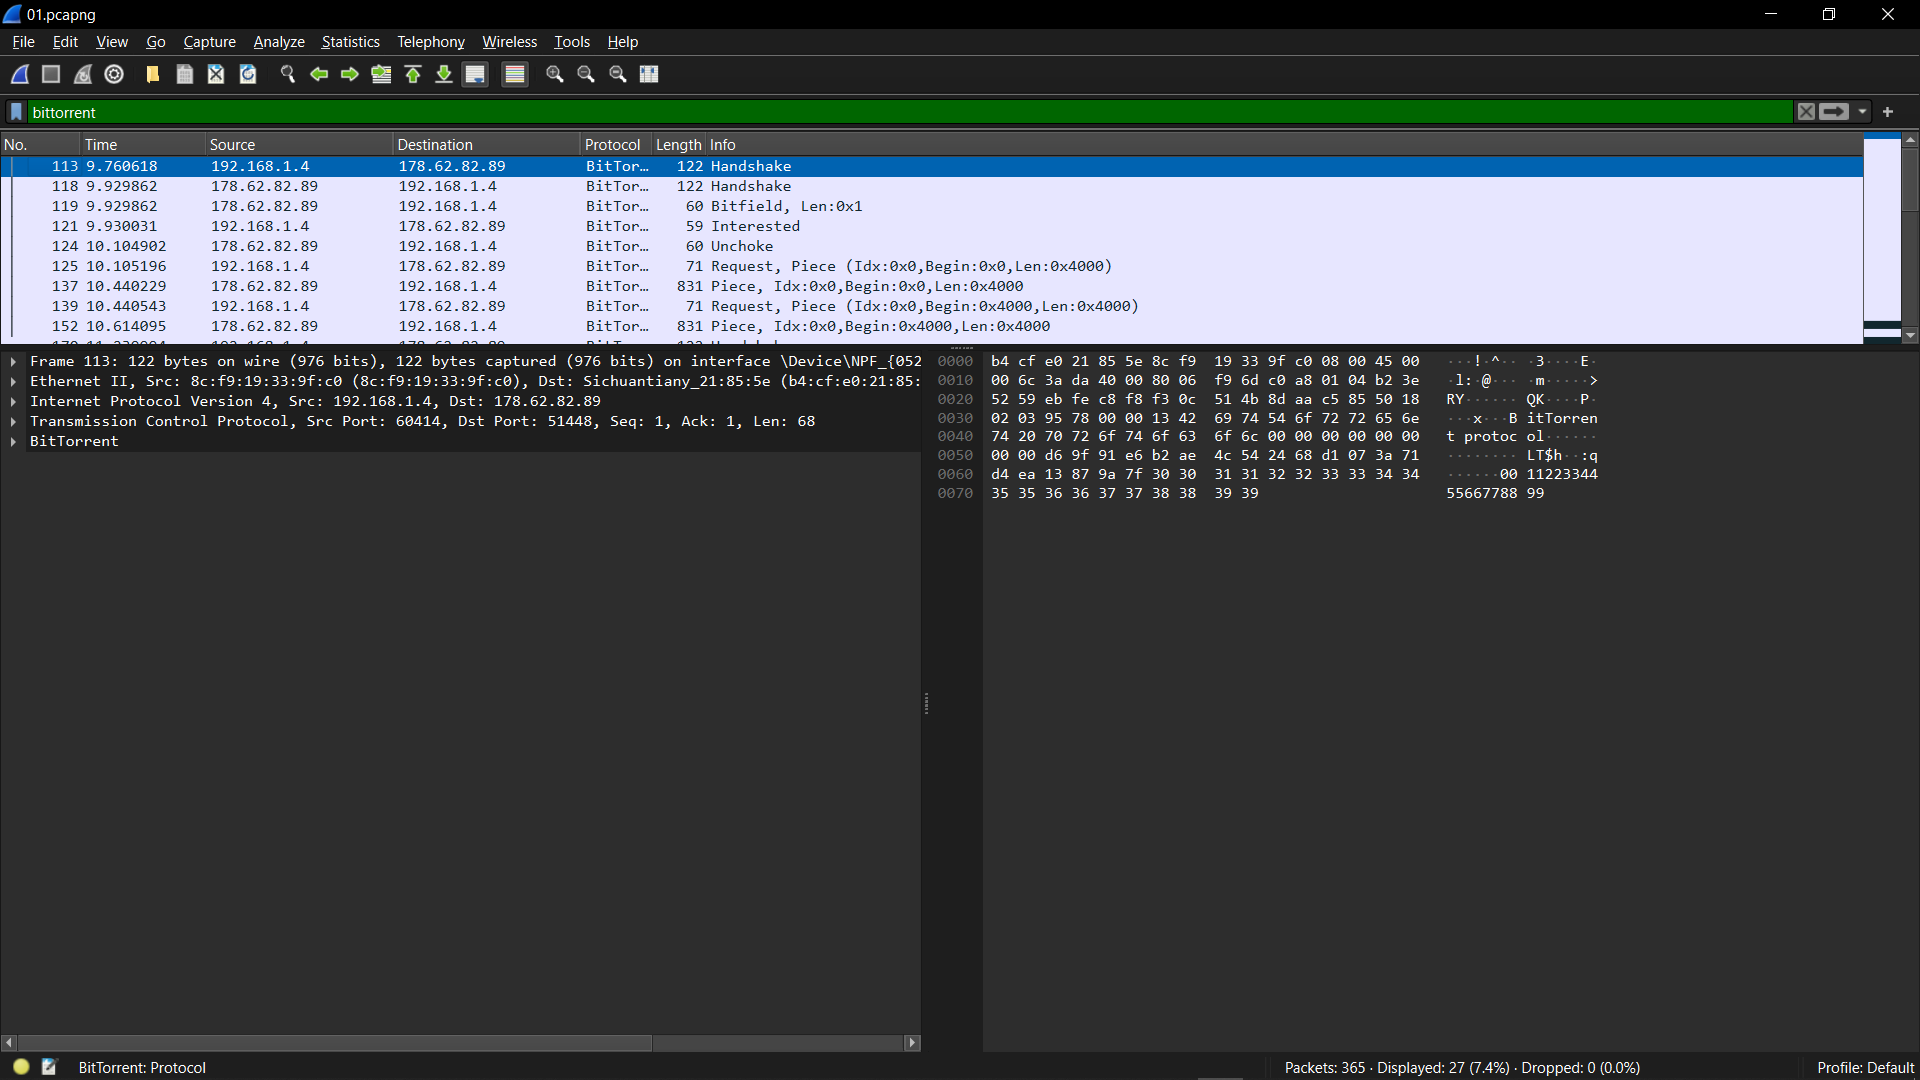 01.pcapng
File Edit View Go Capture Analyze Statistics Telephony Wireless Tools Help
bittorrent
No. Time Source Destination Protocol Length Info
113 9.760618 192.168.1.4 178.62.82.89 BitTor… 122 Handshake
118 9.929862 178.62.82.89 192.168.1.4 BitTor… 122 Handshake
119 9.929862 178.62.82.89 192.168.1.4 BitTor… 60 Bitfield, Len:0x1
121 9.930031 192.168.1.4 178.62.82.89 BitTor… 59 Interested
124 10.104902 178.62.82.89 192.168.1.4 BitTor… 60 Unchoke
125 10.105196 192.168.1.4 178.62.82.89 BitTor… 71 Request, Piece (Idx:0x0,Begin:0x0,Len:0x4000)
137 10.440229 178.62.82.89 192.168.1.4 BitTor… 831 Piece, Idx:0x0,Begin:0x0,Len:0x4000
139 10.440543 192.168.1.4 178.62.82.89 BitTor… 71 Request, Piece (Idx:0x0,Begin:0x4000,Len:0x4000)
152 10.614095 178.62.82.89 192.168.1.4 BitTor… 831 Piece, Idx:0x0,Begin:0x4000,Len:0x4000
Frame 113: 122 bytes on wire (976 bits), 122 bytes captured (976 bits) on interface \Device\NPF_{052
Ethernet II, Src: 8c:f9:19:33:9f:c0 (8c:f9:19:33:9f:c0), Dst: Sichuantiany_21:85:5e (b4:cf:e0:21:85:
Internet Protocol Version 4, Src: 192.168.1.4, Dst: 178.62.82.89
Transmission Control Protocol, Src Port: 60414, Dst Port: 51448, Seq: 1, Ack: 1, Len: 68
BitTorrent
0000 b4 cf e0 21 85 5e 8c f9 19 33 9f c0 08 00 45 00 ···!·^·· ·3····E·
0010 00 6c 3a da 40 00 80 06 f9 6d c0 a8 01 04 b2 3e ·l:·@··· ·m·····>
0020 52 59 eb fe c8 f8 f3 0c 51 4b 8d aa c5 85 50 18 RY······ QK····P·
0030 02 03 95 78 00 00 13 42 69 74 54 6f 72 72 65 6e ···x···B itTorren
0040 74 20 70 72 6f 74 6f 63 6f 6c 00 00 00 00 00 00 t protoc ol······
0050 00 00 d6 9f 91 e6 b2 ae 4c 54 24 68 d1 07 3a 71 ········ LT$h··:q
0060 d4 ea 13 87 9a 7f 30 30 31 31 32 32 33 33 34 34 ······00 11223344
0070 35 35 36 36 37 37 38 38 39 39 55667788 99
BitTorrent: Protocol
Packets: 365 · Displayed: 27 (7.4%) · Dropped: 0 (0.0%)
Profile: Default